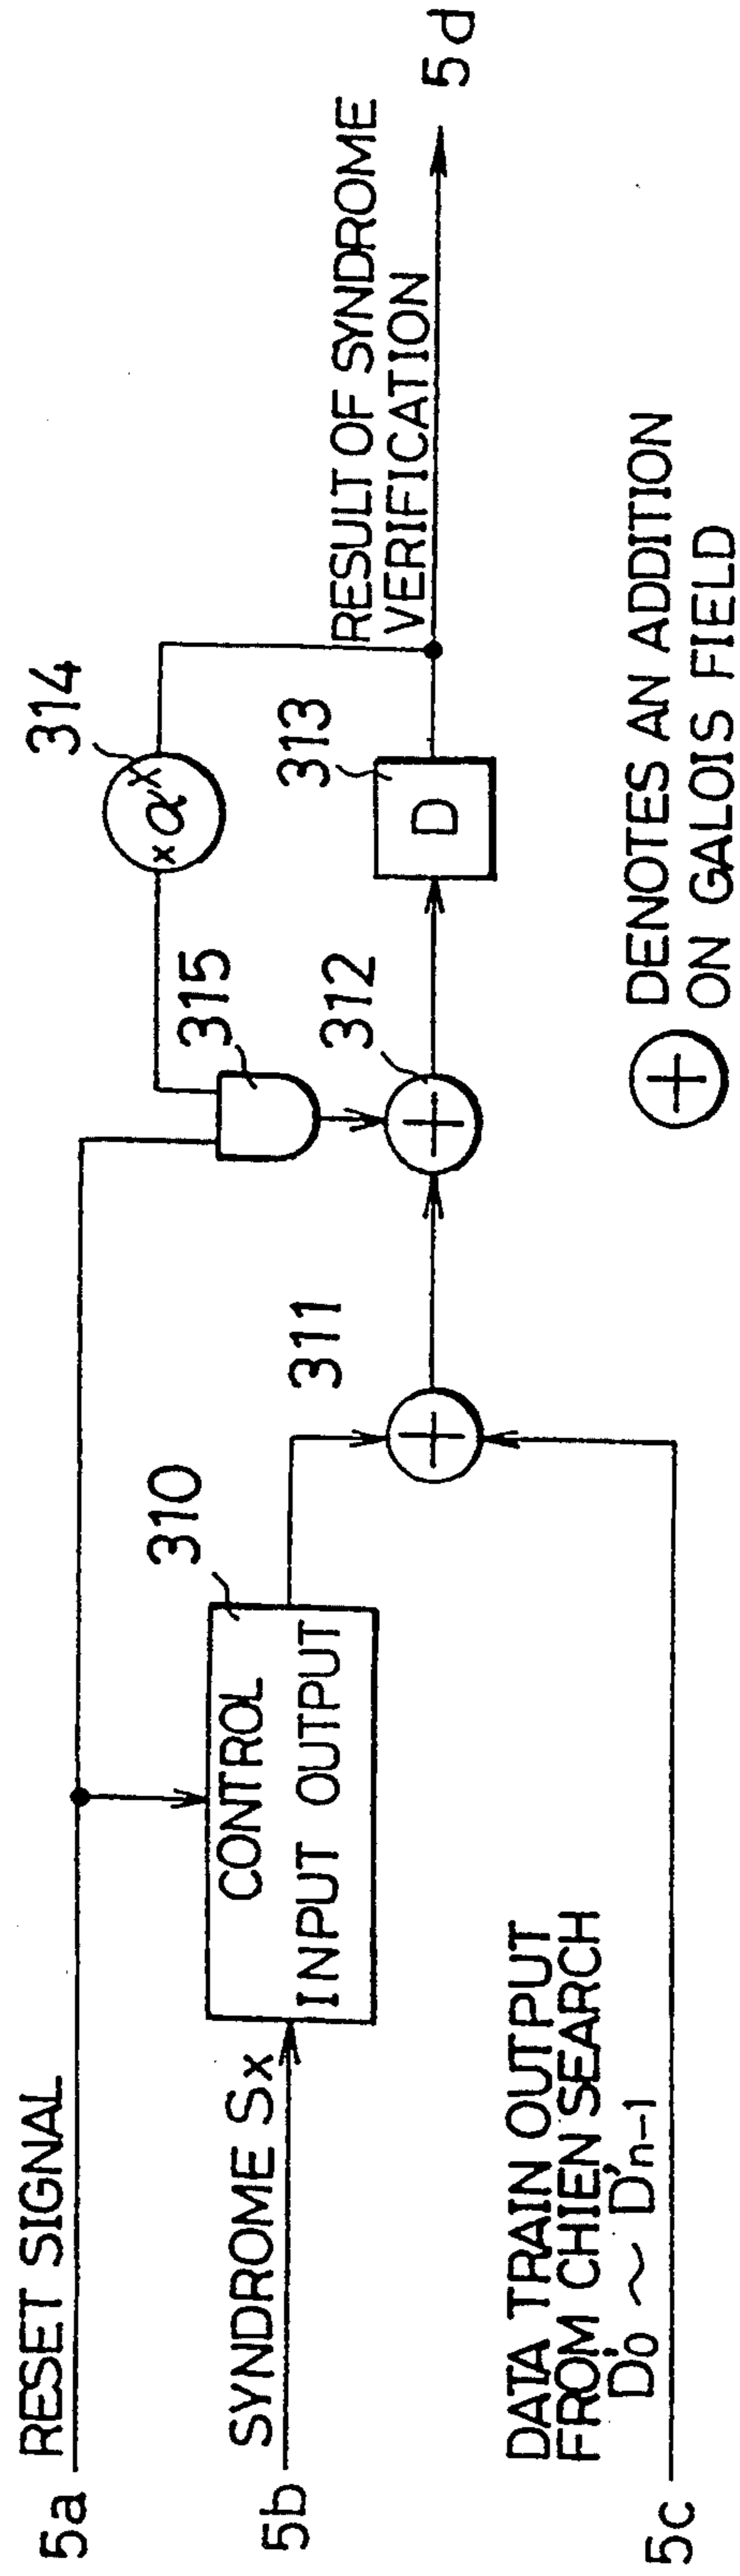 5a RESET SIGNAL
5b SYNDROME Sx
5c DATA TRAIN OUTPUT
FROM CHIEN SEARCH
D'0 ~ D'n-1
310
CONTROL
INPUT OUTPUT
311
312
315
314
×αˣ
313
D
RESULT OF SYNDROME
VERIFICATION
5d
+ DENOTES AN ADDITION
ON GALOIS FIELD